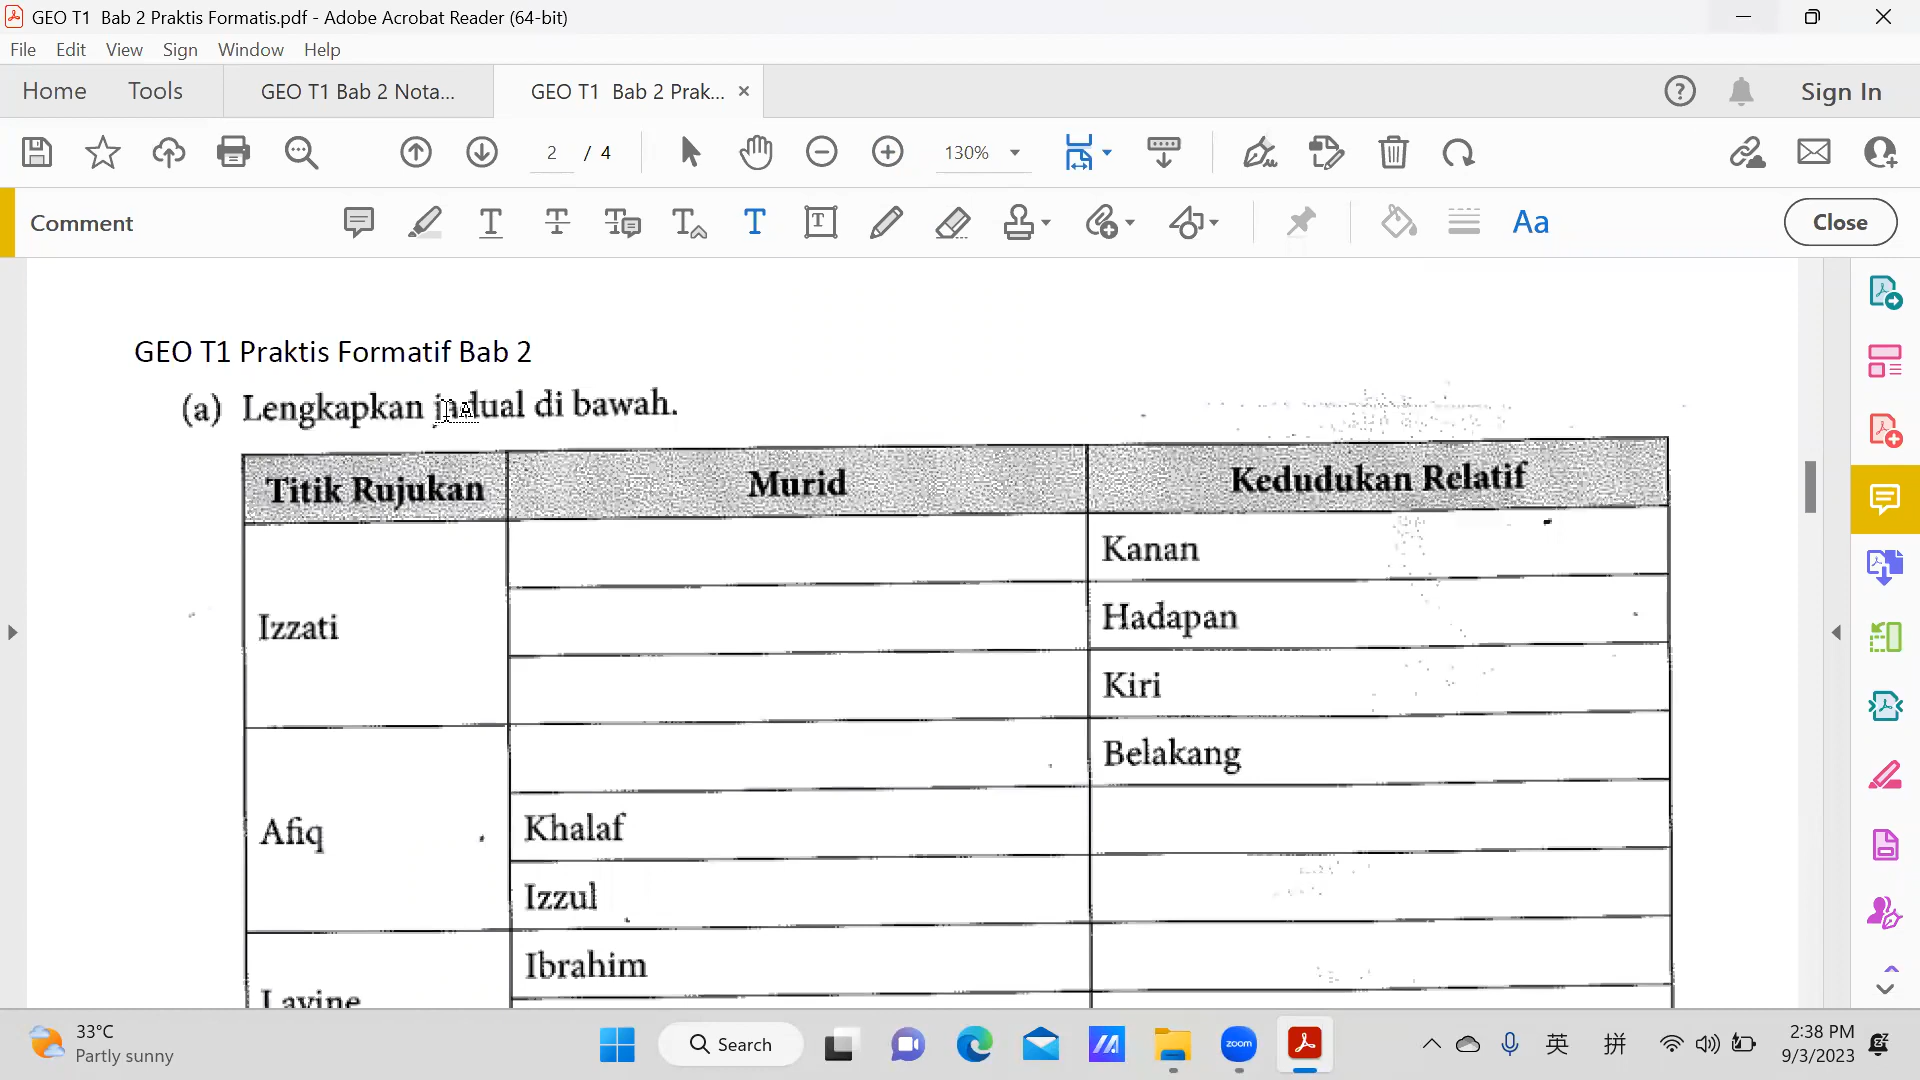 GEO T1 Bab 2 Praktis Formatis.pdf - Adobe Acrobat Reader (64-bit)
File Edit View Sign Window Help
Home Tools GEO T1 Bab 2 Nota... GEO T1 Bab 2 Prak... × Sign In
2 / 4 130%
Comment Close
GEO T1 Praktis Formatif Bab 2
(a) Lengkapkan jadual di bawah.
Titik Rujukan Murid Kedudukan Relatif
Kanan
Izzati Hadapan
Kiri
Belakang
Afiq Khalaf
Izzul
Ibrahim
Lavine
33°C
Partly sunny
Search
zoom
英 拼
2:38 PM
9/3/2023